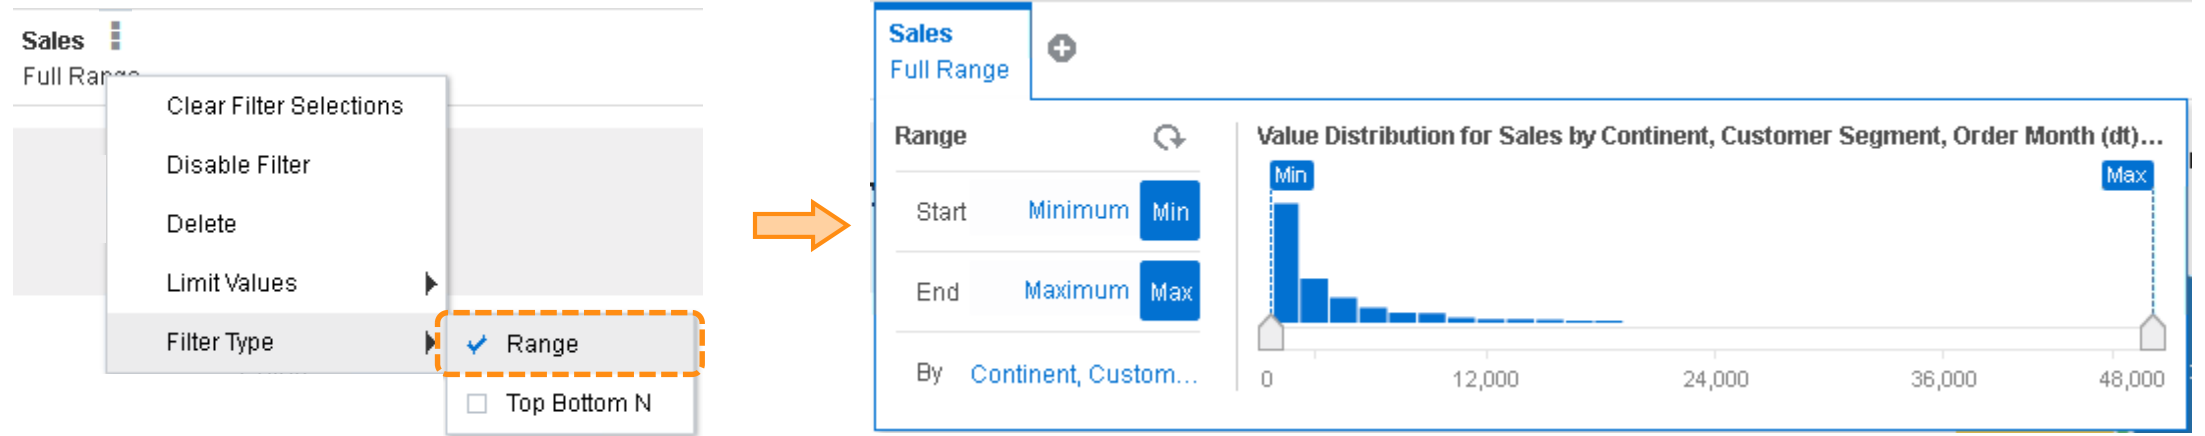 Sales
Full Range
Clear Filter Selections
Disable Filter
Delete
Limit Values
Filter Type
Range
Top Bottom N
Sales
Full Range
Range
Start Minimum Min
End Maximum Max
By Continent, Custom...
Value Distribution for Sales by Continent, Customer Segment, Order Month (dt)...
Min Max
0 12,000 24,000 36,000 48,000